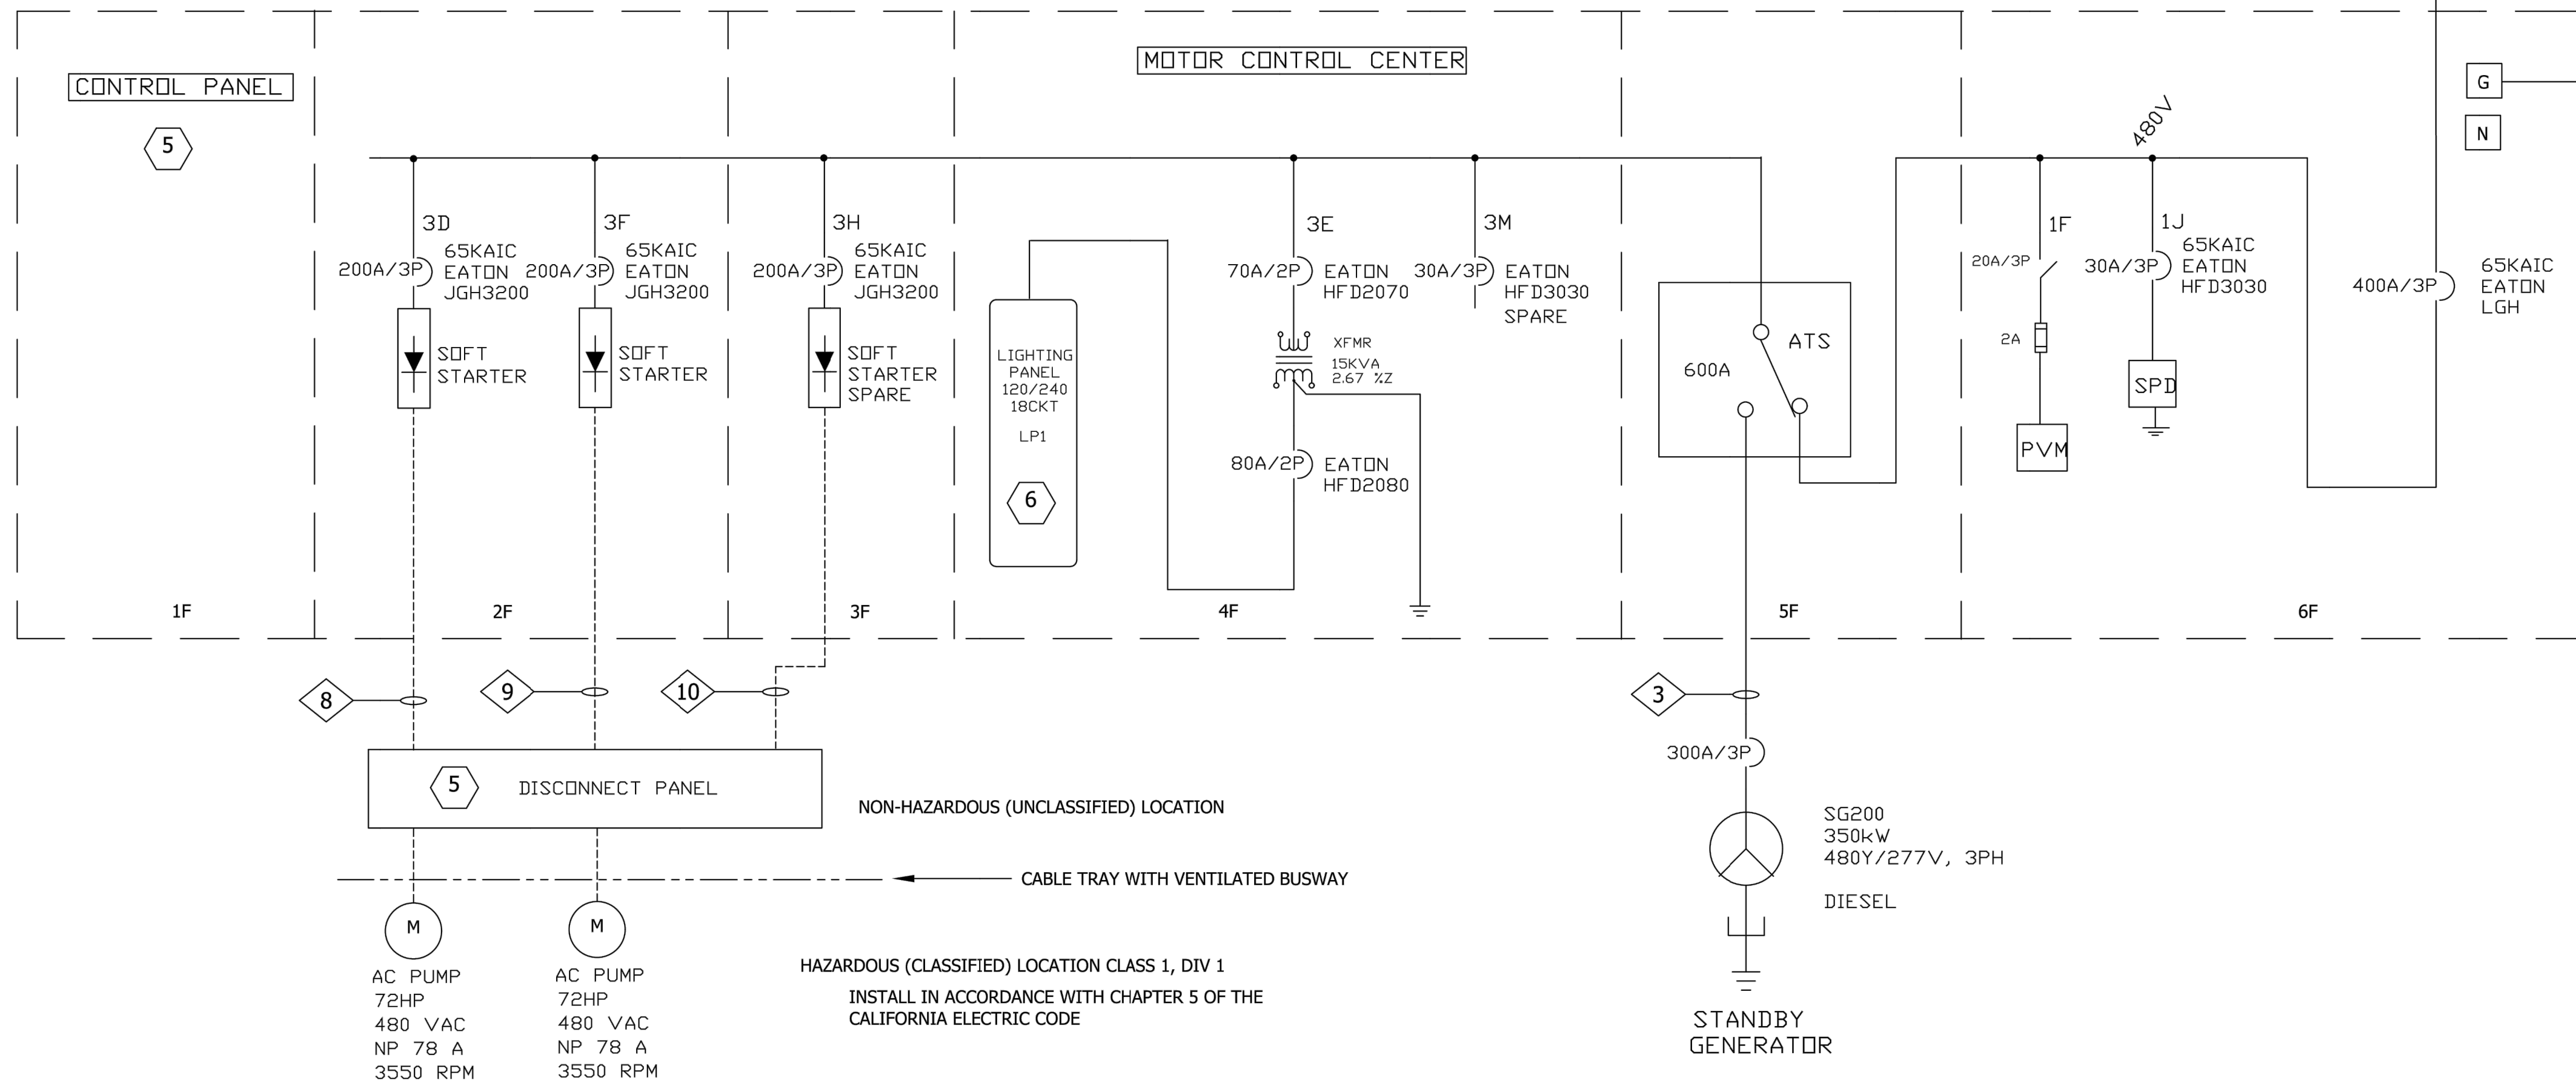 MOTOR CONTROL CENTER
CONTROL PANEL
5
480V
G
N
3D
65KAIC
200A/3P
EATON
JGH3200
SOFT
STARTER
3F
65KAIC
200A/3P
EATON
JGH3200
SOFT
STARTER
3H
65KAIC
200A/3P
EATON
JGH3200
SOFT
STARTER
SPARE
LIGHTING
PANEL
120/240
18CKT
LP1
6
3E
70A/2P
EATON
HFD2070
XFMR
15KVA
2.67 %Z
80A/2P
EATON
HFD2080
3M
30A/3P
EATON
HFD3030
SPARE
ATS
600A
1F
20A/3P
2A
PVM
1J
65KAIC
30A/3P
EATON
HFD3030
SPD
400A/3P
65KAIC
EATON
LGH
1F
2F
3F
4F
5F
6F
8
9
10
3
5
DISCONNECT PANEL
300A/3P
NON-HAZARDOUS (UNCLASSIFIED) LOCATION
SG200
350kW
480Y/277V, 3PH
DIESEL
CABLE TRAY WITH VENTILATED BUSWAY
M
AC PUMP
72HP
480 VAC
NP 78 A
3550 RPM
M
AC PUMP
72HP
480 VAC
NP 78 A
3550 RPM
HAZARDOUS (CLASSIFIED) LOCATION CLASS 1, DIV 1
INSTALL IN ACCORDANCE WITH CHAPTER 5 OF THE
CALIFORNIA ELECTRIC CODE
STANDBY
GENERATOR